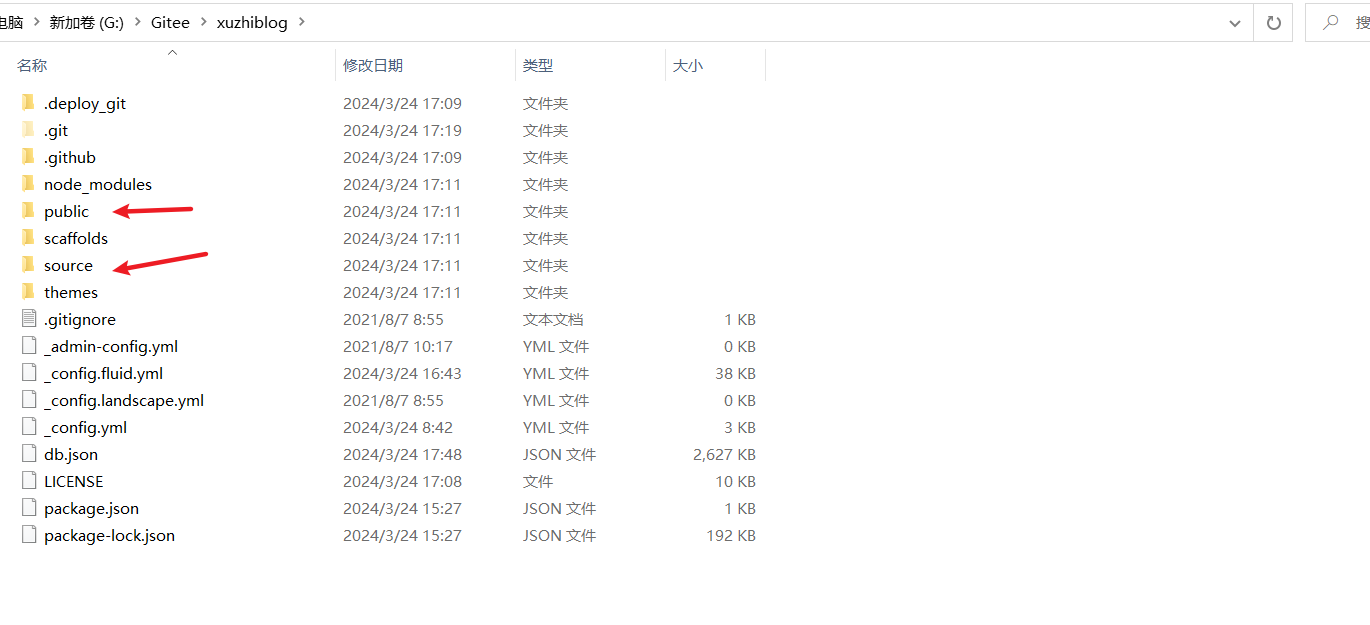 电脑 > 新加卷 (G:) > Gitee > xuzhiblog > 搜
名称 修改日期 类型 大小
.deploy_git 2024/3/24 17:09 文件夹
.git 2024/3/24 17:19 文件夹
.github 2024/3/24 17:09 文件夹
node_modules 2024/3/24 17:11 文件夹
public 2024/3/24 17:11 文件夹
scaffolds 2024/3/24 17:11 文件夹
source 2024/3/24 17:11 文件夹
themes 2024/3/24 17:11 文件夹
.gitignore 2021/8/7 8:55 文本文档 1 KB
_admin-config.yml 2021/8/7 10:17 YML 文件 0 KB
_config.fluid.yml 2024/3/24 16:43 YML 文件 38 KB
_config.landscape.yml 2021/8/7 8:55 YML 文件 0 KB
_config.yml 2024/3/24 8:42 YML 文件 3 KB
db.json 2024/3/24 17:48 JSON 文件 2,627 KB
LICENSE 2024/3/24 17:08 文件 10 KB
package.json 2024/3/24 15:27 JSON 文件 1 KB
package-lock.json 2024/3/24 15:27 JSON 文件 192 KB